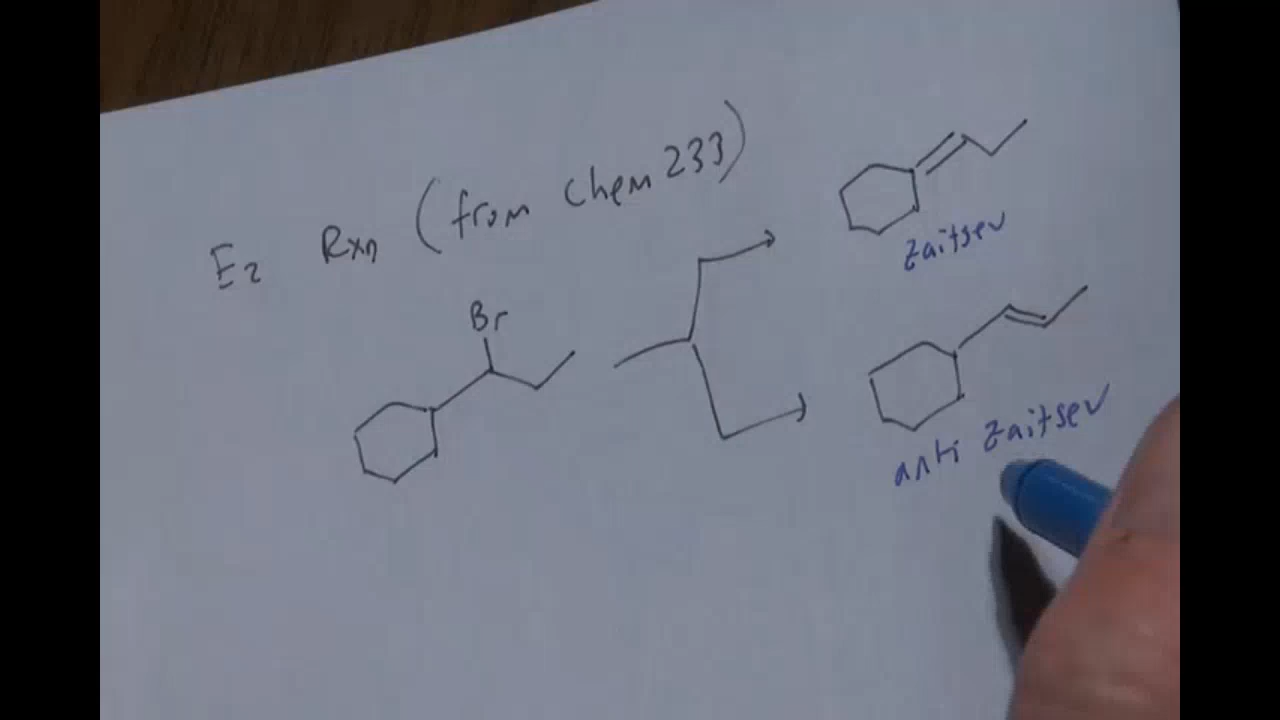 E2 Rxn (from Chem 233)
Br
Zaitsev
anti Zaitsev